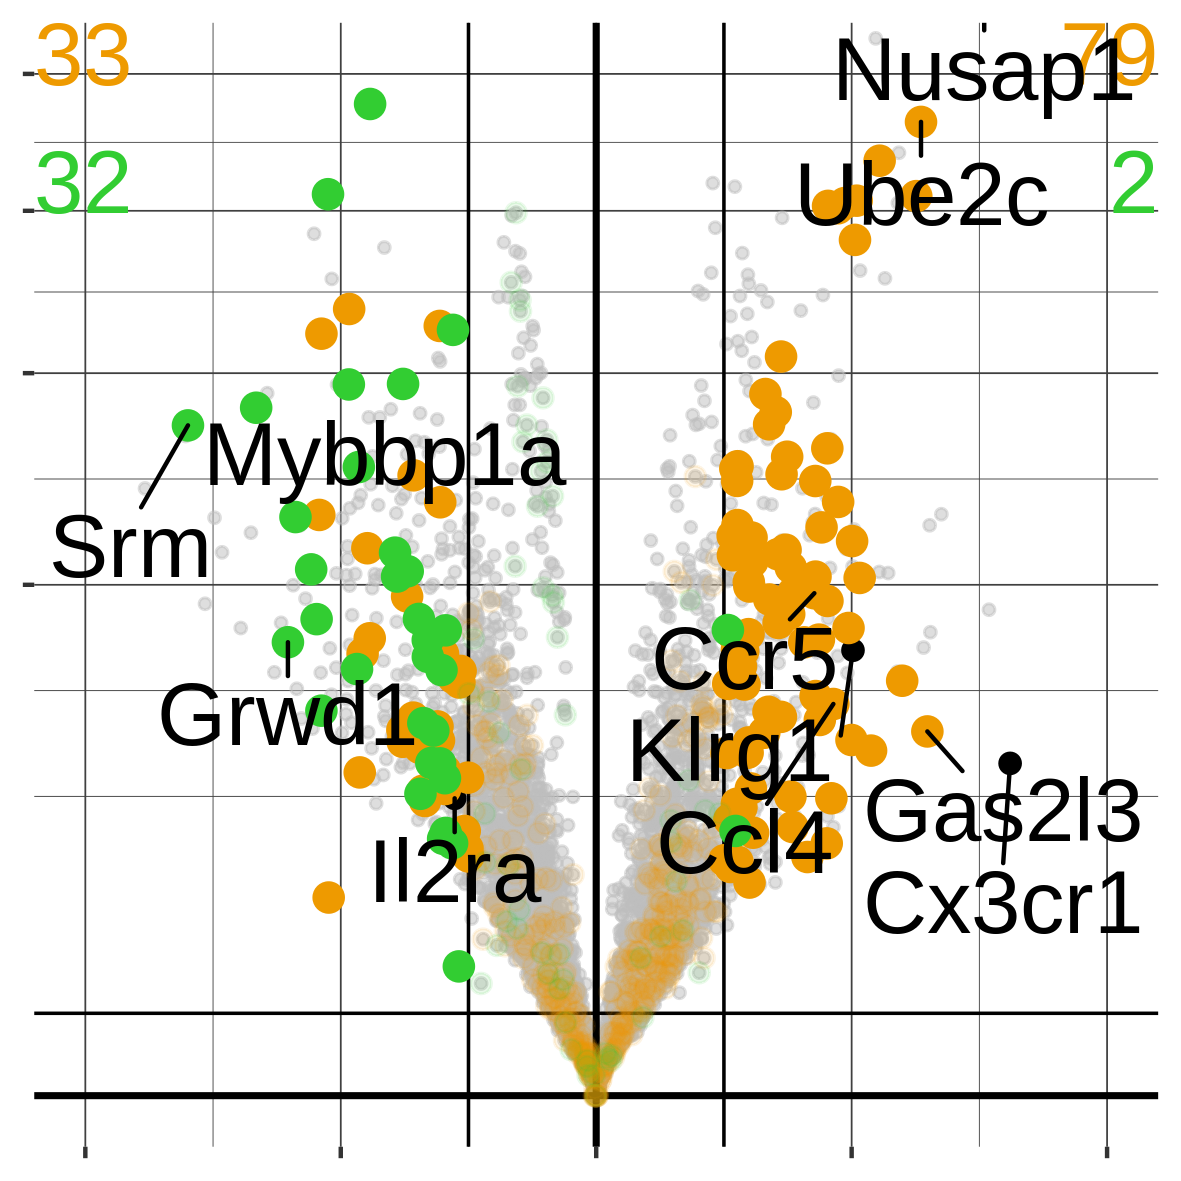 33
79
Nusap1
32
Ube2c
2
Mybbp1a
Srm
Ccr5
Grwd1
Klrg1
Gas2l3
Ccl4
Il2ra
Cx3cr1